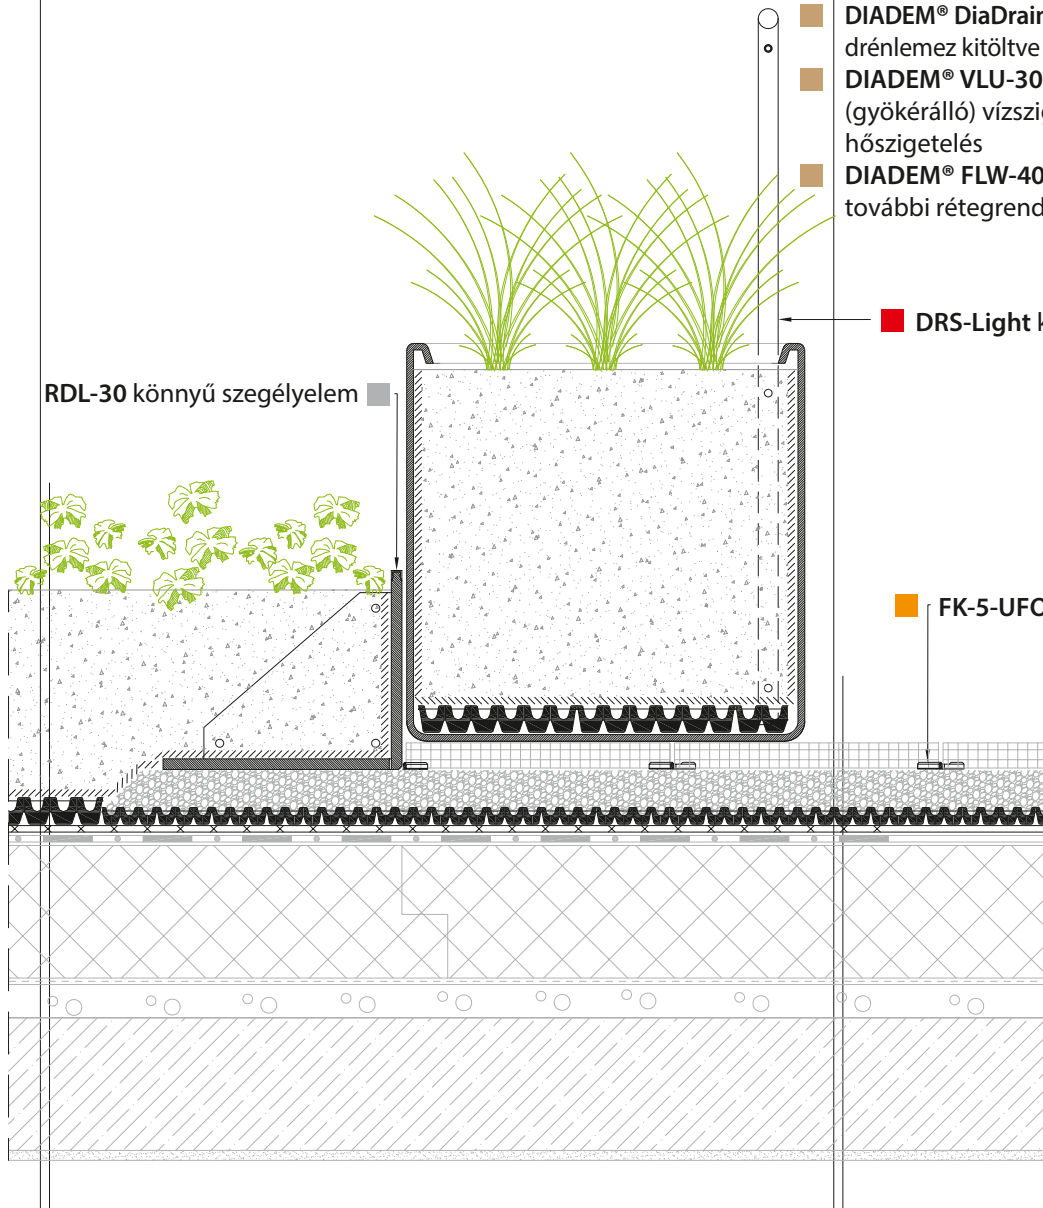 DIADEM® DiaDrain
drénlemez kitöltve
DIADEM® VLU-30
(gyökérálló) vízszig
hőszigetelés
DIADEM® FLW-40
további rétegrend
DRS-Light k
RDL-30 könnyű szegélyelem
FK-5-UFO